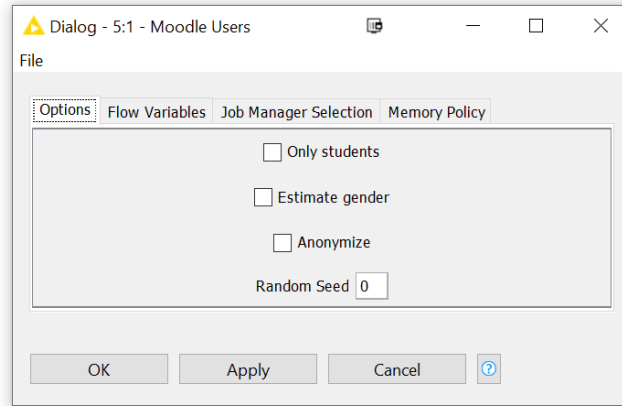 Dialog - 5:1 - Moodle Users
File
Options Flow Variables Job Manager Selection Memory Policy
Only students
Estimate gender
Anonymize
Random Seed 0
OK Apply Cancel ?